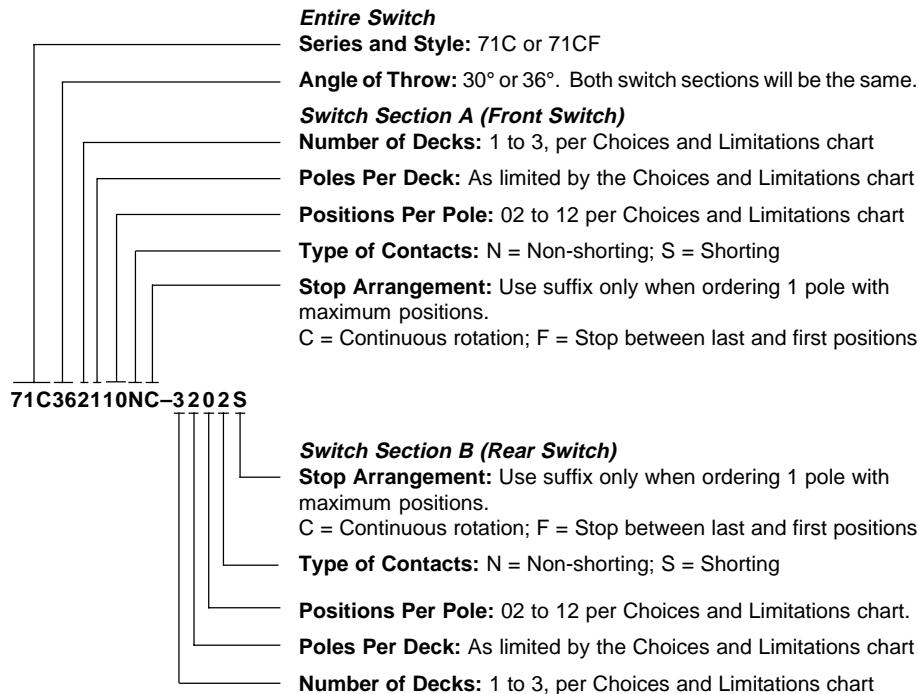 Entire Switch
Series and Style: 71C or 71CF
Angle of Throw: 30° or 36°. Both switch sections will be the same.
Switch Section A (Front Switch)
Number of Decks: 1 to 3, per Choices and Limitations chart
Poles Per Deck: As limited by the Choices and Limitations chart
Positions Per Pole: 02 to 12 per Choices and Limitations chart
Type of Contacts: N = Non-shorting; S = Shorting
Stop Arrangement: Use suffix only when ordering 1 pole with
maximum positions.
C = Continuous rotation; F = Stop between last and first positions
71C362110NC–3202S
Switch Section B (Rear Switch)
Stop Arrangement: Use suffix only when ordering 1 pole with
maximum positions.
C = Continuous rotation; F = Stop between last and first positions
Type of Contacts: N = Non-shorting; S = Shorting
Positions Per Pole: 02 to 12 per Choices and Limitations chart.
Poles Per Deck: As limited by the Choices and Limitations chart
Number of Decks: 1 to 3, per Choices and Limitations chart